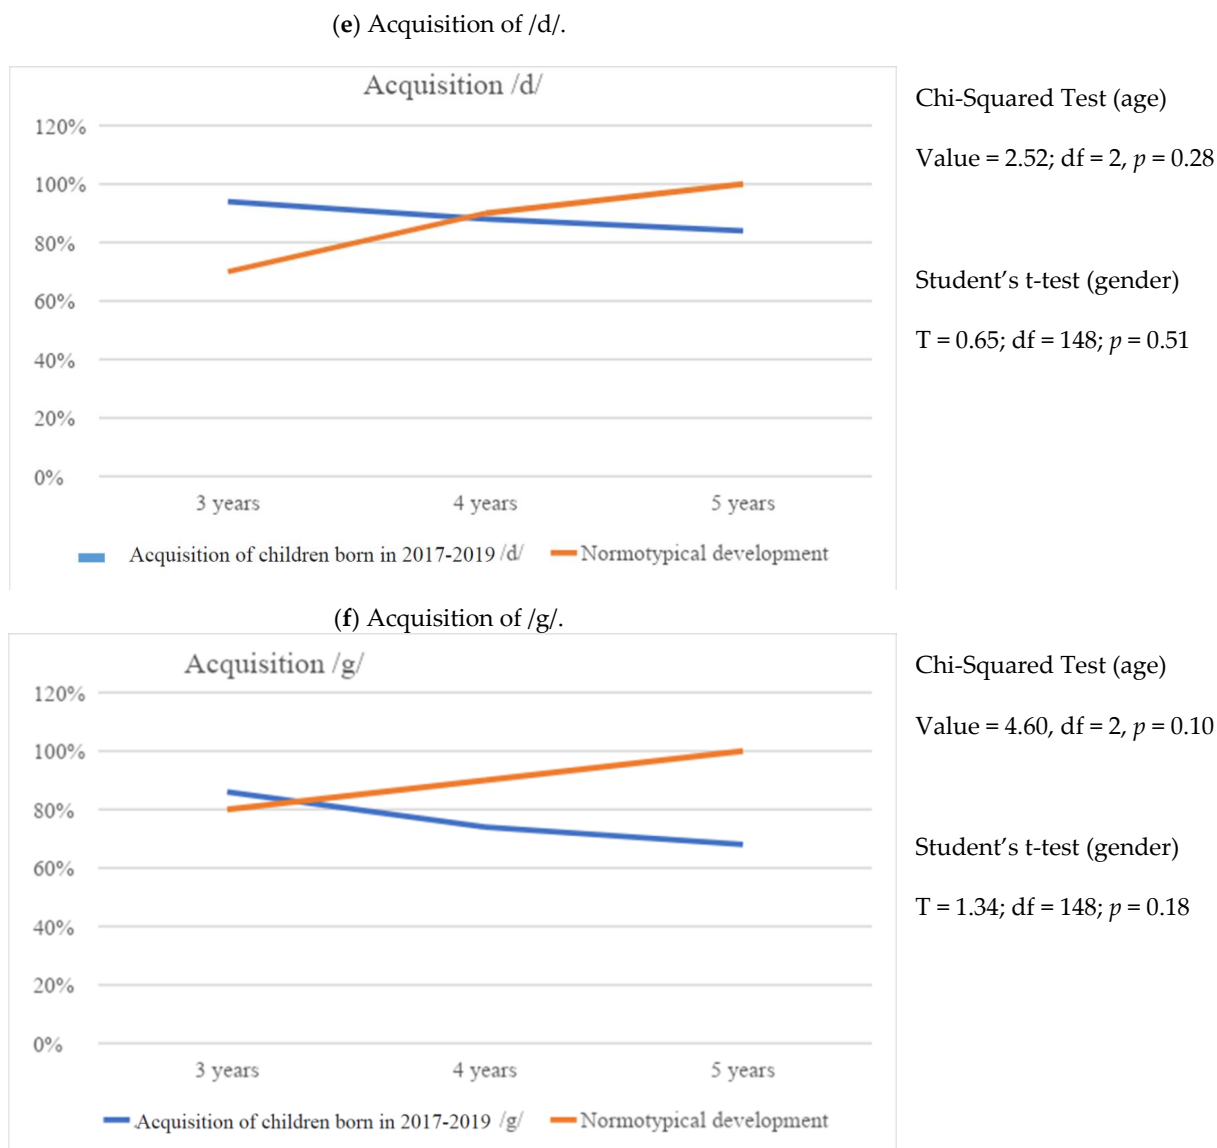 (e) Acquisition of /d/.
Acquisition /d/
120%
100%
80%
60%
40%
20%
0%
3 years 4 years 5 years
Acquisition of children born in 2017-2019 /d/ Normotypical development
Chi-Squared Test (age)
Value = 2.52; df = 2, p = 0.28
Student’s t-test (gender)
T = 0.65; df = 148; p = 0.51
(f) Acquisition of /g/.
Acquisition /g/
120%
100%
80%
60%
40%
20%
0%
3 years 4 years 5 years
Acquisition of children born in 2017-2019 /g/ Normotypical development
Chi-Squared Test (age)
Value = 4.60, df = 2, p = 0.10
Student’s t-test (gender)
T = 1.34; df = 148; p = 0.18